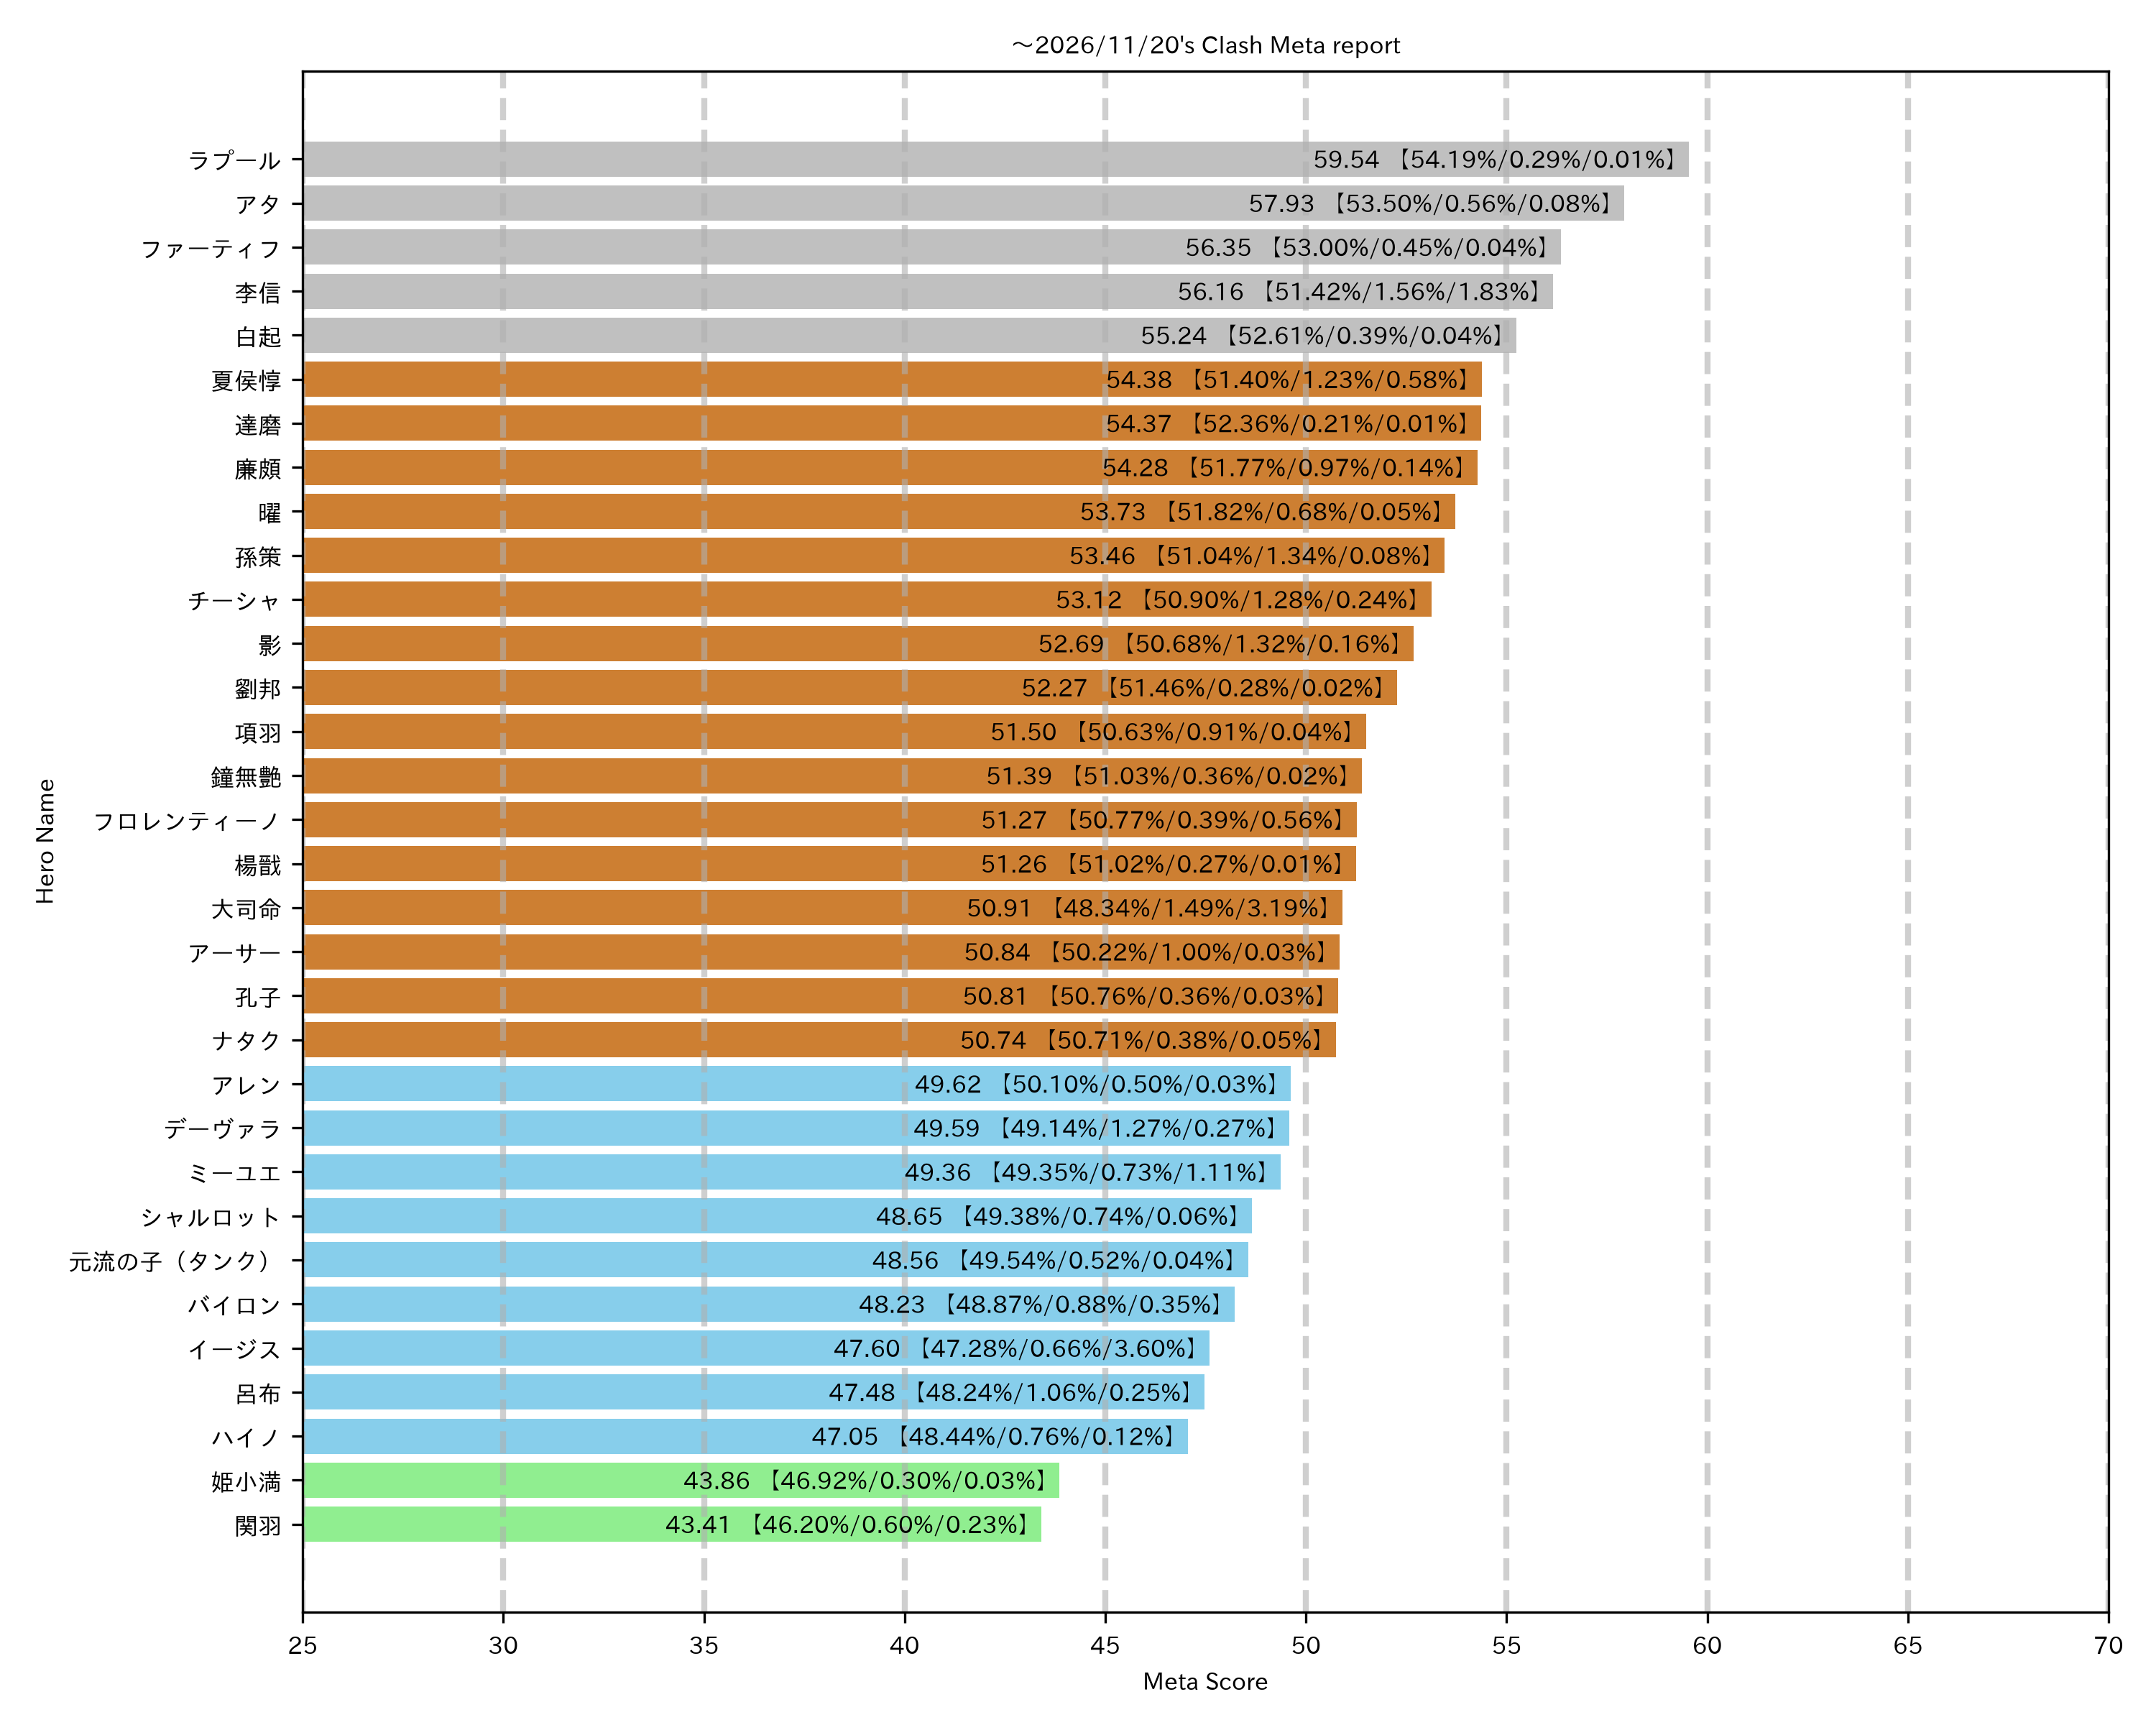 ～2026/11/20's Clash Meta report
Hero Name
ラプール 59.54 【54.19%/0.29%/0.01%】
アタ 57.93 【53.50%/0.56%/0.08%】
ファーティフ 56.35 【53.00%/0.45%/0.04%】
李信 56.16 【51.42%/1.56%/1.83%】
白起 55.24 【52.61%/0.39%/0.04%】
夏侯惇 54.38 【51.40%/1.23%/0.58%】
達磨 54.37 【52.36%/0.21%/0.01%】
廉頗 54.28 【51.77%/0.97%/0.14%】
曜 53.73 【51.82%/0.68%/0.05%】
孫策 53.46 【51.04%/1.34%/0.08%】
チーシャ 53.12 【50.90%/1.28%/0.24%】
影 52.69 【50.68%/1.32%/0.16%】
劉邦 52.27 【51.46%/0.28%/0.02%】
項羽 51.50 【50.63%/0.91%/0.04%】
鐘無艶 51.39 【51.03%/0.36%/0.02%】
フロレンティーノ 51.27 【50.77%/0.39%/0.56%】
楊戩 51.26 【51.02%/0.27%/0.01%】
大司命 50.91 【48.34%/1.49%/3.19%】
アーサー 50.84 【50.22%/1.00%/0.03%】
孔子 50.81 【50.76%/0.36%/0.03%】
ナタク 50.74 【50.71%/0.38%/0.05%】
アレン 49.62 【50.10%/0.50%/0.03%】
デーヴァラ 49.59 【49.14%/1.27%/0.27%】
ミーユエ 49.36 【49.35%/0.73%/1.11%】
シャルロット 48.65 【49.38%/0.74%/0.06%】
元流の子（タンク） 48.56 【49.54%/0.52%/0.04%】
バイロン 48.23 【48.87%/0.88%/0.35%】
イージス 47.60 【47.28%/0.66%/3.60%】
呂布 47.48 【48.24%/1.06%/0.25%】
ハイノ 47.05 【48.44%/0.76%/0.12%】
姫小満 43.86 【46.92%/0.30%/0.03%】
関羽 43.41 【46.20%/0.60%/0.23%】
25 30 35 40 45 50 55 60 65 70
Meta Score